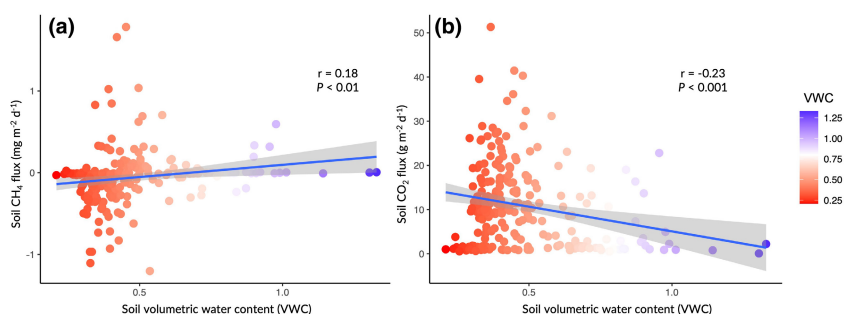 (a)
r = 0.18
P < 0.01
1
0
-1
Soil CH4 flux (mg m-2 d-1)
0.5
1.0
Soil volumetric water content (VWC)
(b)
r = -0.23
P < 0.001
50
40
30
20
10
0
Soil CO2 flux (g m-2 d-1)
0.5
1.0
Soil volumetric water content (VWC)
VWC
1.25
1.00
0.75
0.50
0.25